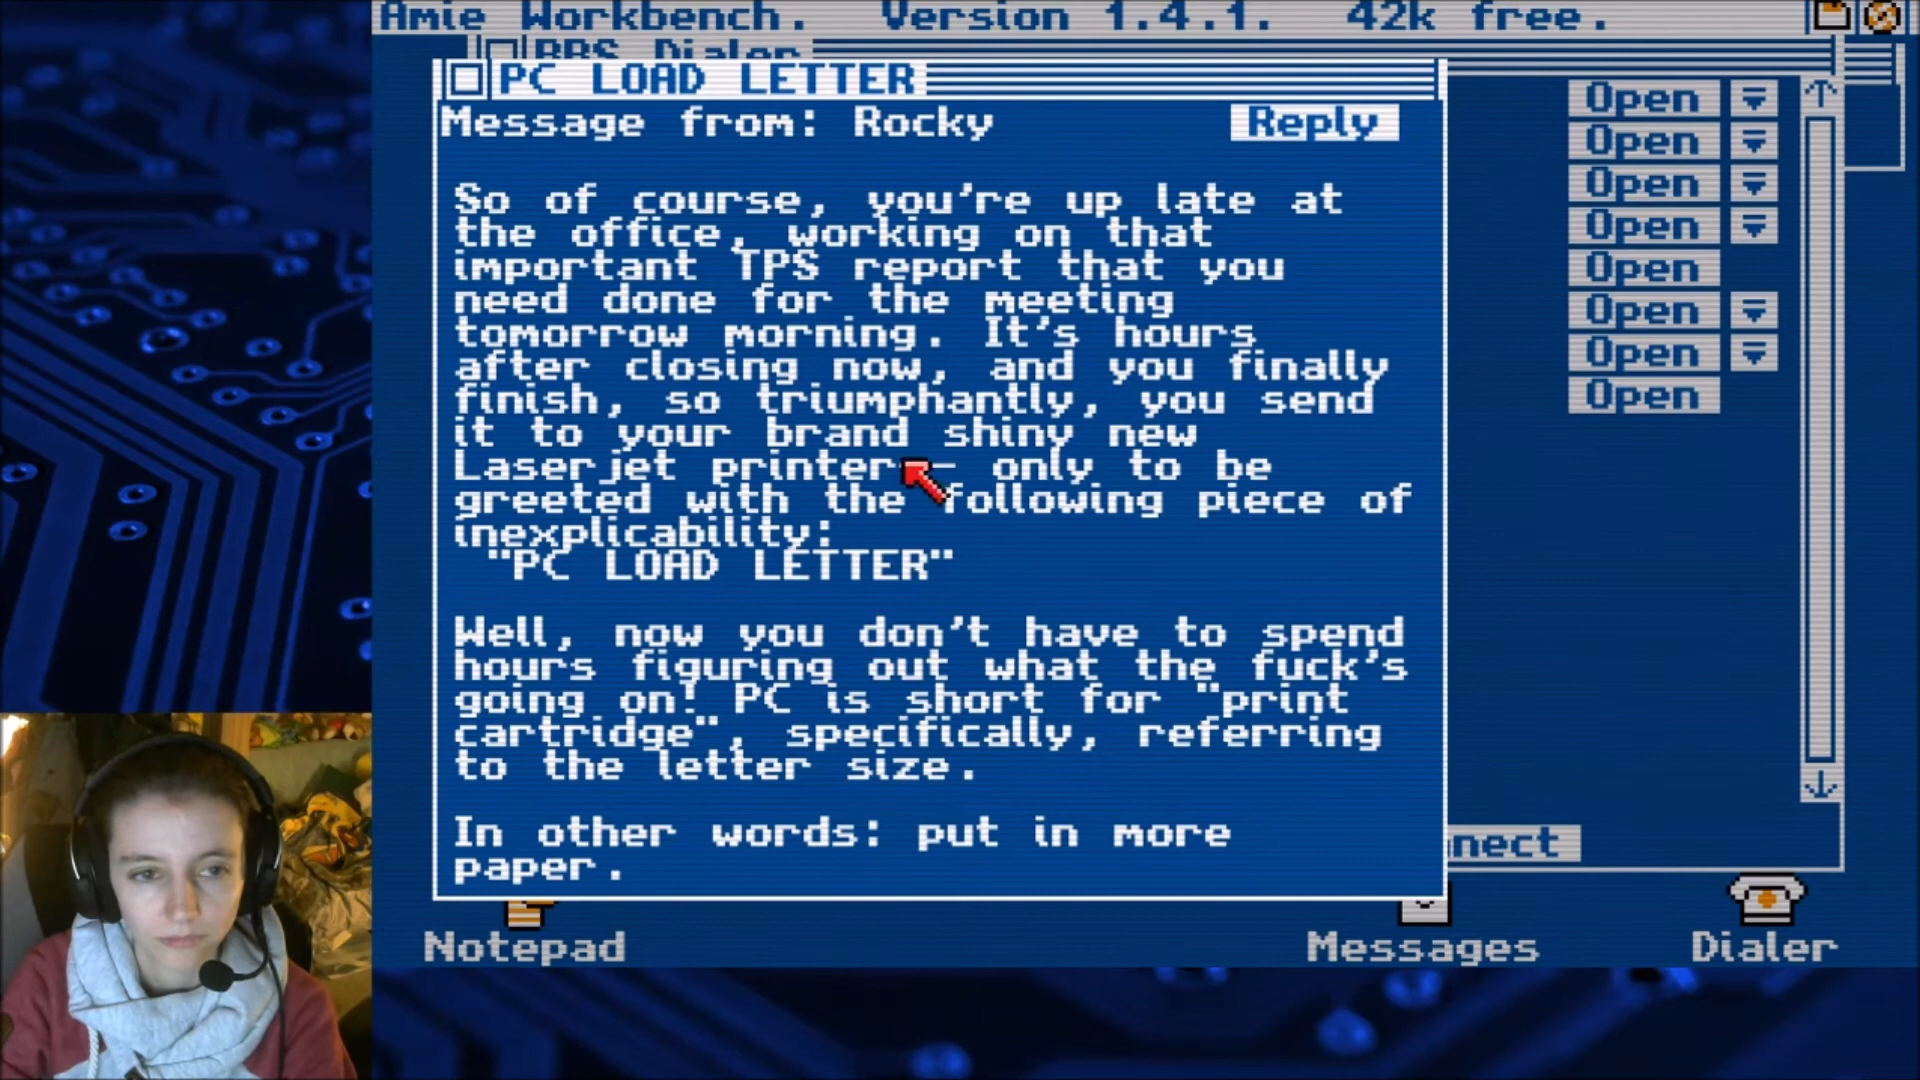 Amie Workbench. Version 1.4.1. 42k free.
BBS Dialer
PC LOAD LETTER
Message from: Rocky
Reply
So of course, you're up late at
the office, working on that
important TPS report that you
need done for the meeting
tomorrow morning. It's hours
after closing now, and you finally
finish, so triumphantly, you send
it to your brand shiny new
Laserjet printer - only to be
greeted with the following piece of
inexplicability:
"PC LOAD LETTER"
Well, now you don't have to spend
hours figuring out what the fuck's
going on! PC is short for "print
cartridge", specifically, referring
to the letter size.
In other words: put in more
paper.
Open
Open
Open
Open
Open
Open
Open
Open
nnect
Notepad
Messages
Dialer